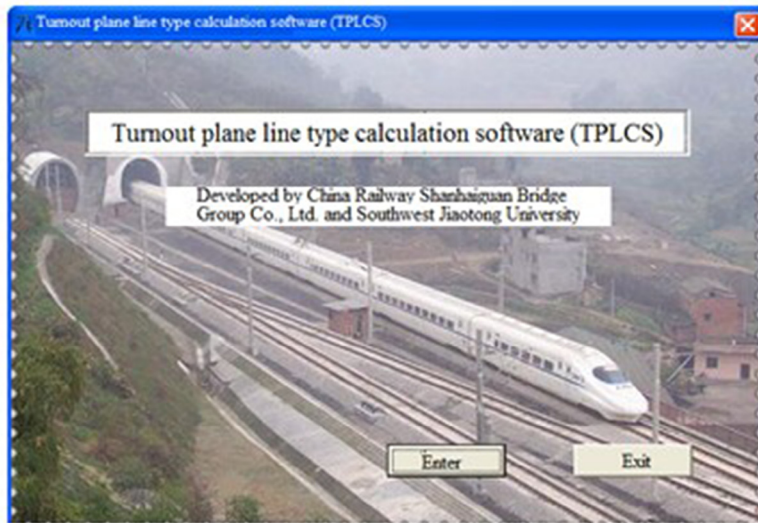 Turnout plane line type calculation software (TPLCS)
Turnout plane line type calculation software (TPLCS)
Developed by China Railway Shanhaiguan Bridge
Group Co., Ltd. and Southwest Jiaotong University
Enter
Exit